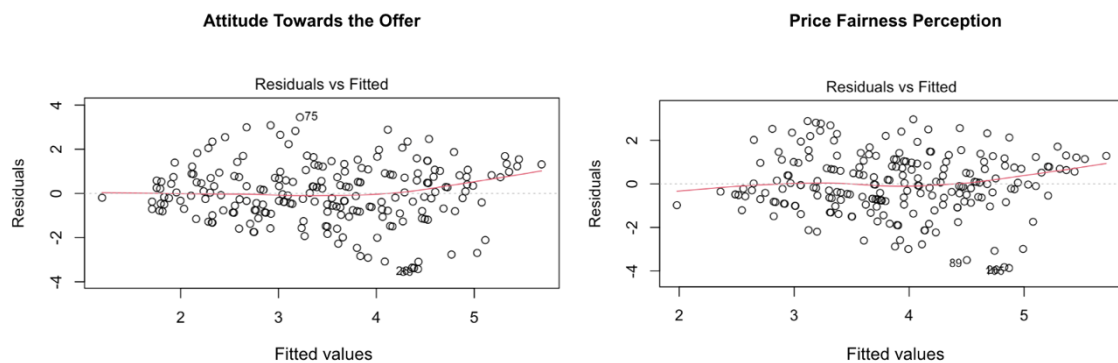 Attitude Towards the Offer
Price Fairness Perception
Residuals vs Fitted
Residuals vs Fitted
Residuals
4
2
0
-2
-4
75
2
3
4
5
Fitted values
Residuals
2
0
-2
-4
89
2
3
4
5
Fitted values